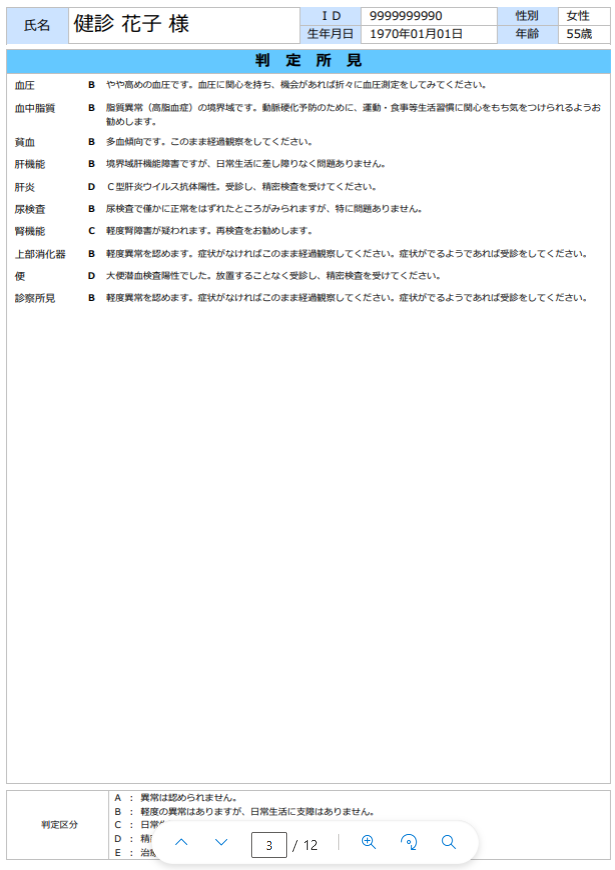 氏名 健診 花子 様 ＩＤ 9999999990 性別 女性
生年月日 1970年01月01日 年齢 55歳
判 定 所 見
血圧 B やや高めの血圧です。血圧に関心を持ち、機会があれば折々に血圧測定をしてみてください。
血中脂質 B 脂質異常（高脂血症）の境界域です。動脈硬化予防のために、運動・食事等生活習慣に関心をもち気をつけられるようお
勧めします。
貧血 B 多血傾向です。このまま経過観察をしてください。
肝機能 B 境界域肝機能障害ですが、日常生活に差し障りなく問題ありません。
肝炎 D Ｃ型肝炎ウイルス抗体陽性。受診し、精密検査を受けてください。
尿検査 B 尿検査で僅かに正常をはずれたところがみられますが、特に問題ありません。
腎機能 C 軽度腎障害が疑われます。再検査をお勧めします。
上部消化器 B 軽度異常を認めます。症状がなければこのまま経過観察してください。症状がでるようであれば受診をしてください。
便 D 大便潜血検査陽性でした。放置することなく受診し、精密検査を受けてください。
診察所見 B 軽度異常を認めます。症状がなければこのまま経過観察してください。症状がでるようであれば受診をしてください。
判定区分
A ： 異常は認められません。
B ： 軽度の異常はありますが、日常生活に支障はありません。
C ： 日常
D ：
E ：
3 / 12